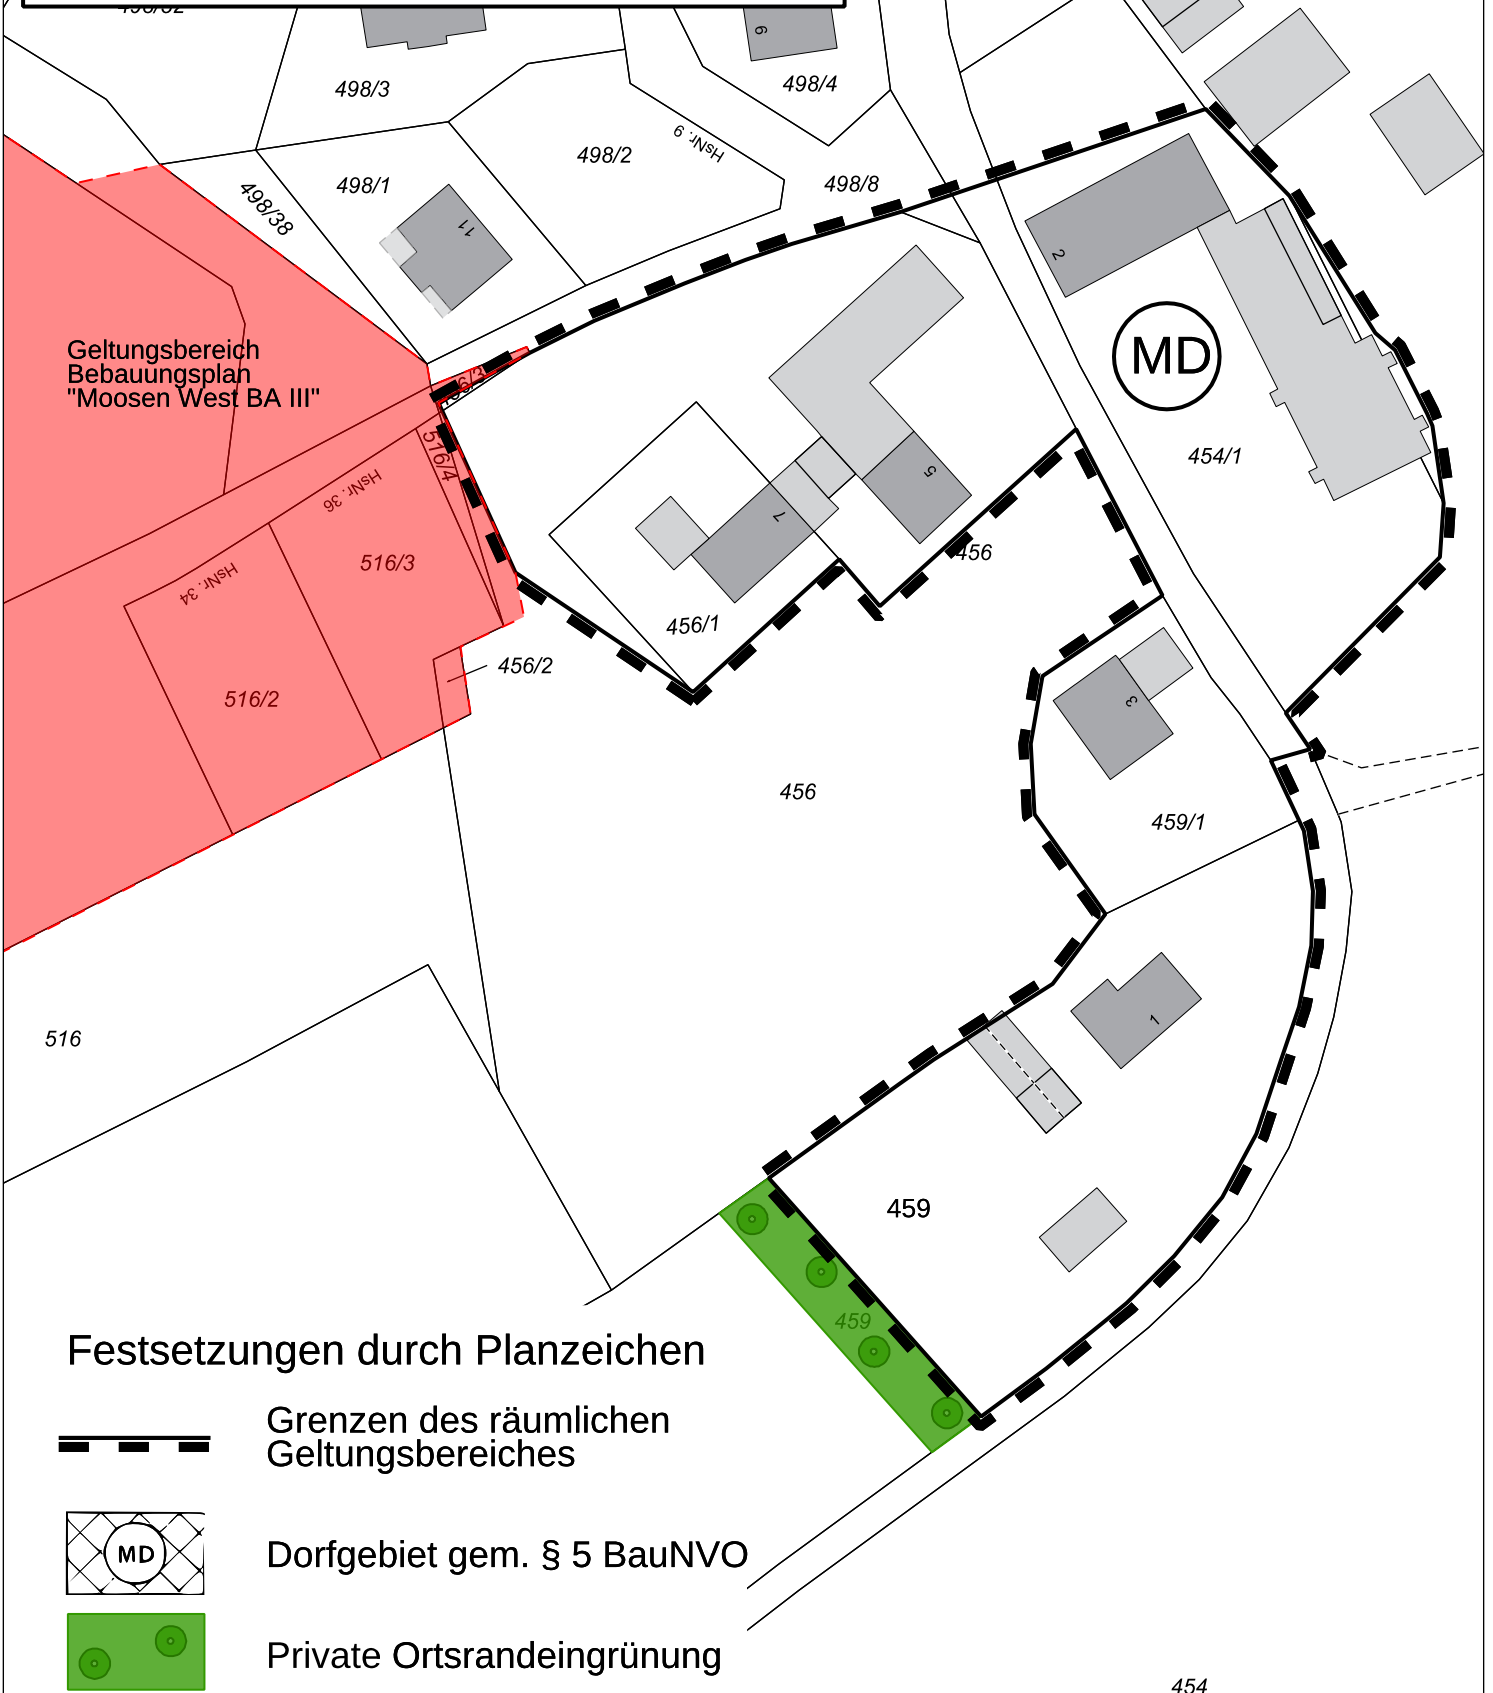 498/3
6
498/4
498/2
HsNr. 9
498/1
498/8
498/38
11
2
Geltungsbereich
Bebauungsplan
"Moosen West BA III"
MD
516/4
454/1
5
HsNr. 36
7
456
516/3
HsNr. 34
456/1
456/2
516/2
3
456
459/1
1
516
459
459
Festsetzungen durch Planzeichen
Grenzen des räumlichen
Geltungsbereiches
MD
Dorfgebiet gem. § 5 BauNVO
Private Ortsrandeingrünung
454